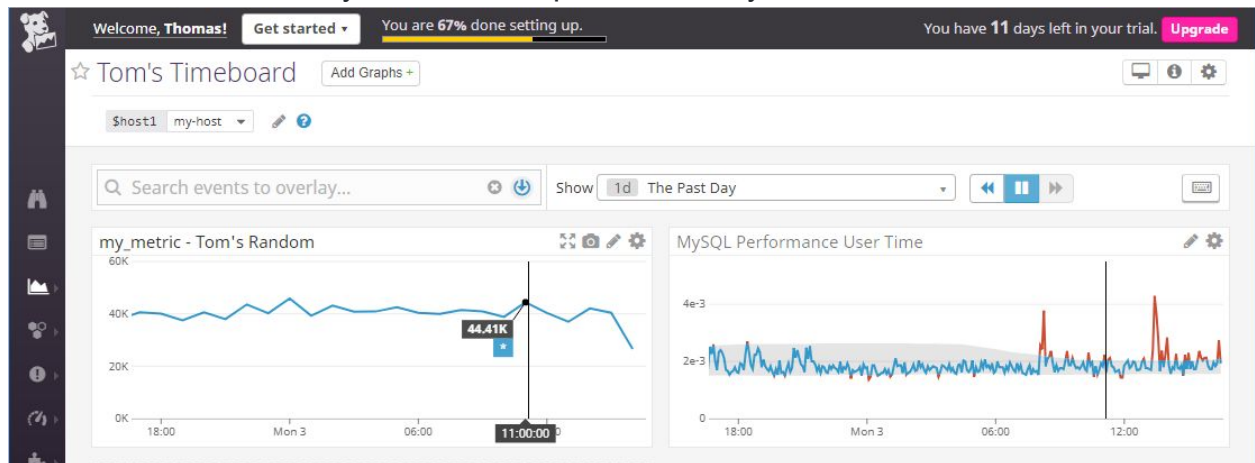 Welcome, Thomas! Get started ▾ You are 67% done setting up. You have 11 days left in your trial. Upgrade
Tom's Timeboard Add Graphs +
$host1 my-host
Search events to overlay... Show 1d The Past Day
my_metric - Tom's Random
60K
40K
44.41K
20K
0K
18:00 Mon 3 06:00 11:00:00
MySQL Performance User Time
4e-3
2e-3
0
18:00 Mon 3 06:00 12:00